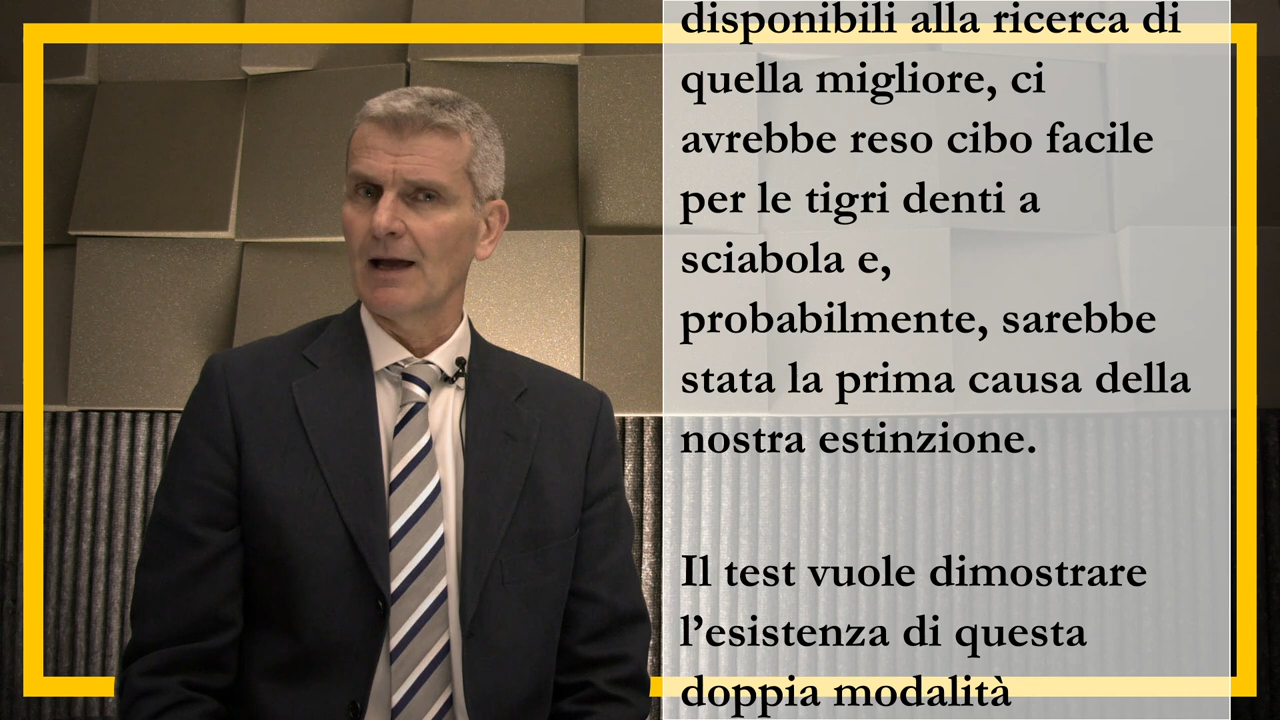 disponibili alla ricerca di
quella migliore, ci
avrebbe reso cibo facile
per le tigri denti a
sciabola e,
probabilmente, sarebbe
stata la prima causa della
nostra estinzione.
Il test vuole dimostrare
l’esistenza di questa
doppia modalità